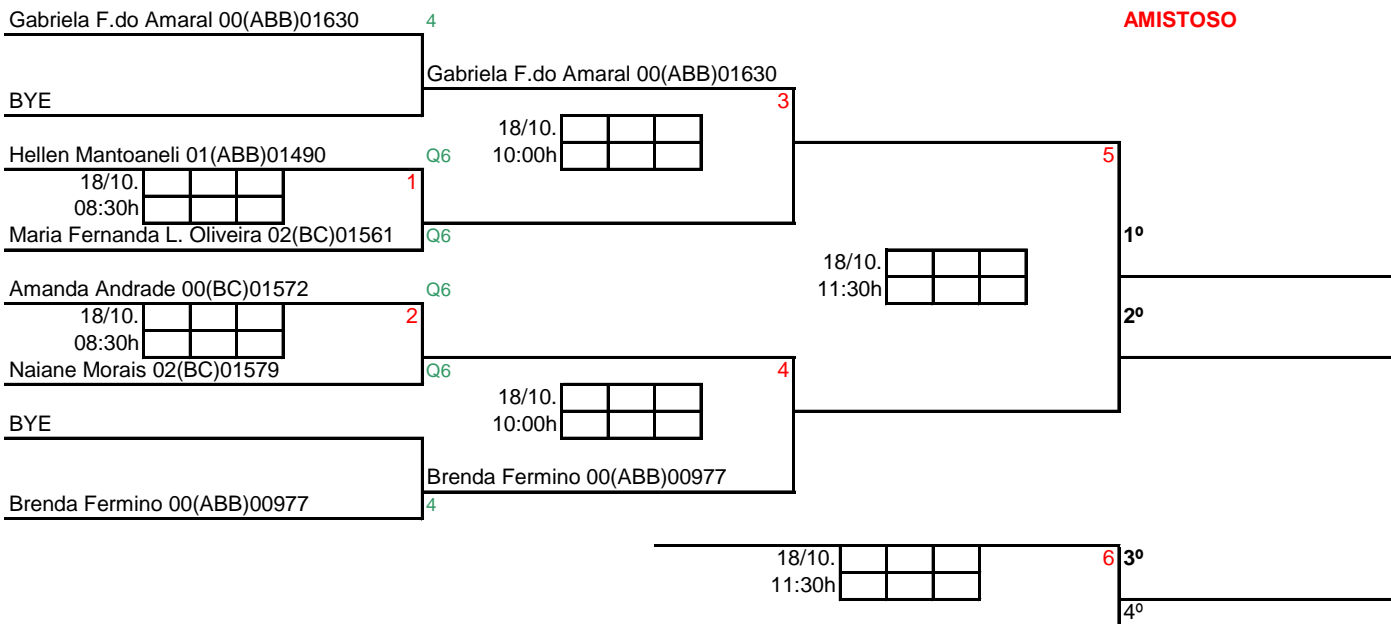 Gabriela F.do Amaral 00(ABB)01630 4 AMISTOSO
Gabriela F.do Amaral 00(ABB)01630
BYE 3
18/10.
Hellen Mantoaneli 01(ABB)01490 Q6 10:00h 5
18/10. 1
08:30h
Maria Fernanda L. Oliveira 02(BC)01561 Q6 1º
18/10.
Amanda Andrade 00(BC)01572 Q6 11:30h
18/10. 2 2º
08:30h
Naiane Morais 02(BC)01579 Q6 4
18/10.
BYE 10:00h
Brenda Fermino 00(ABB)00977
Brenda Fermino 00(ABB)00977 4
18/10. 6 3º
11:30h
4º